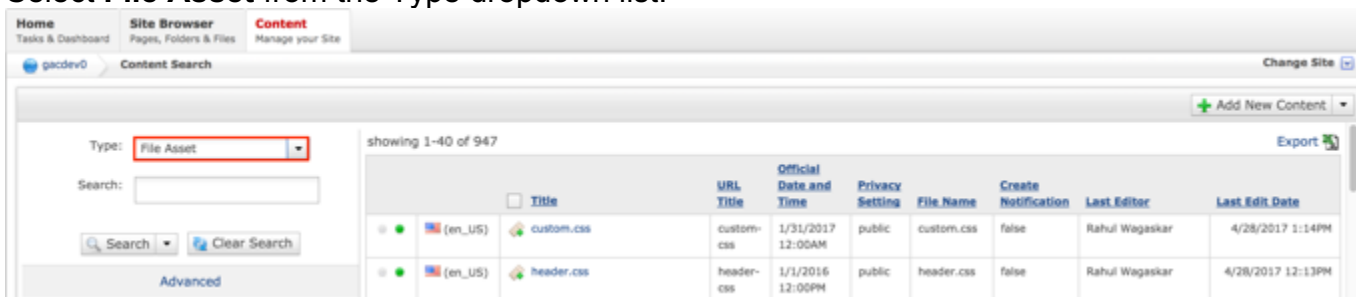 Select File Asset from the Type dropdown list.
Home Site Browser Content
Tasks & Dashboard Pages, Folders & Files Manage your Site
gacdev0 Content Search Change Site
Add New Content
Type: File Asset showing 1-40 of 947 Export
Search:
Title URL Title Official Date and Time Privacy Setting File Name Create Notification Last Editor Last Edit Date
Search Clear Search
(en_US) custom.css custom-css 1/31/2017 12:00AM public custom.css false Rahul Wagaskar 4/28/2017 1:14PM
Advanced
(en_US) header.css header-css 1/1/2016 12:00PM public header.css false Rahul Wagaskar 4/28/2017 12:13PM